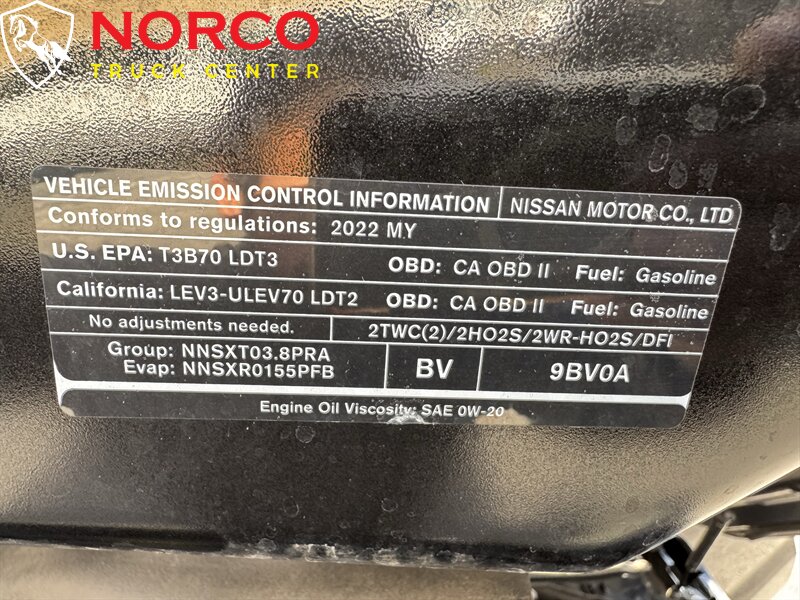 NORCO
TRUCK CENTER
VEHICLE EMISSION CONTROL INFORMATION NISSAN MOTOR CO., LTD
Conforms to regulations: 2022 MY
U.S. EPA: T3B70 LDT3 OBD: CA OBD II Fuel: Gasoline
California: LEV3-ULEV70 LDT2 OBD: CA OBD II Fuel: Gasoline
No adjustments needed. 2TWC(2)/2HO2S/2WR-HO2S/DFI
Group: NNSXT03.8PRA
Evap: NNSXR0155PFB
BV 9BV0A
Engine Oil Viscosity: SAE 0W-20